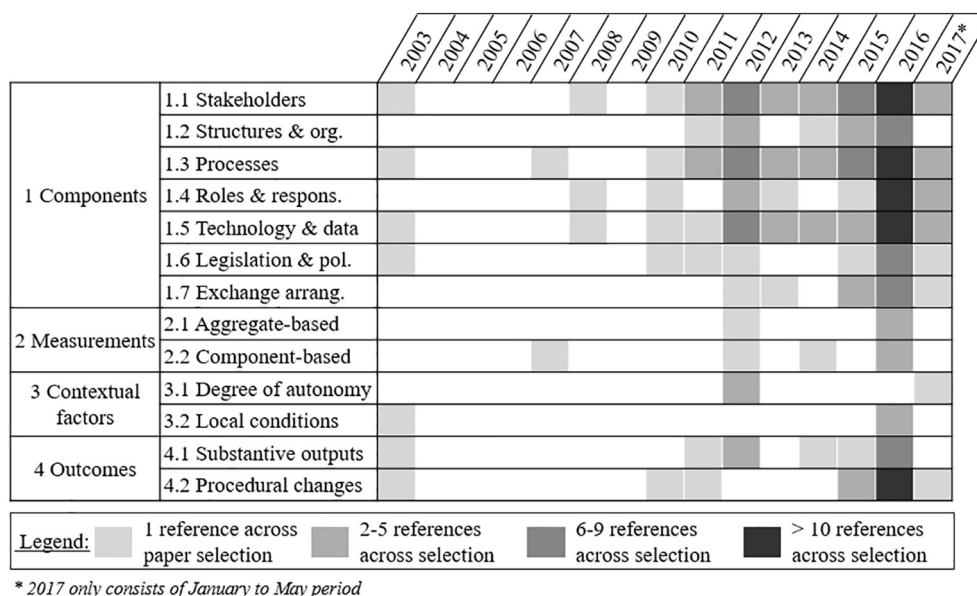 2003 2004 2005 2006 2007 2008 2009 2010 2011 2012 2013 2014 2015 2016 2017*
1 Components
1.1 Stakeholders
1.2 Structures & org.
1.3 Processes
1.4 Roles & respons.
1.5 Technology & data
1.6 Legislation & pol.
1.7 Exchange arrang.
2 Measurements
2.1 Aggregate-based
2.2 Component-based
3 Contextual
factors
3.1 Degree of autonomy
3.2 Local conditions
4 Outcomes
4.1 Substantive outputs
4.2 Procedural changes
Legend:
1 reference across
paper selection
2-5 references
across selection
6-9 references
across selection
> 10 references
across selection
* 2017 only consists of January to May period